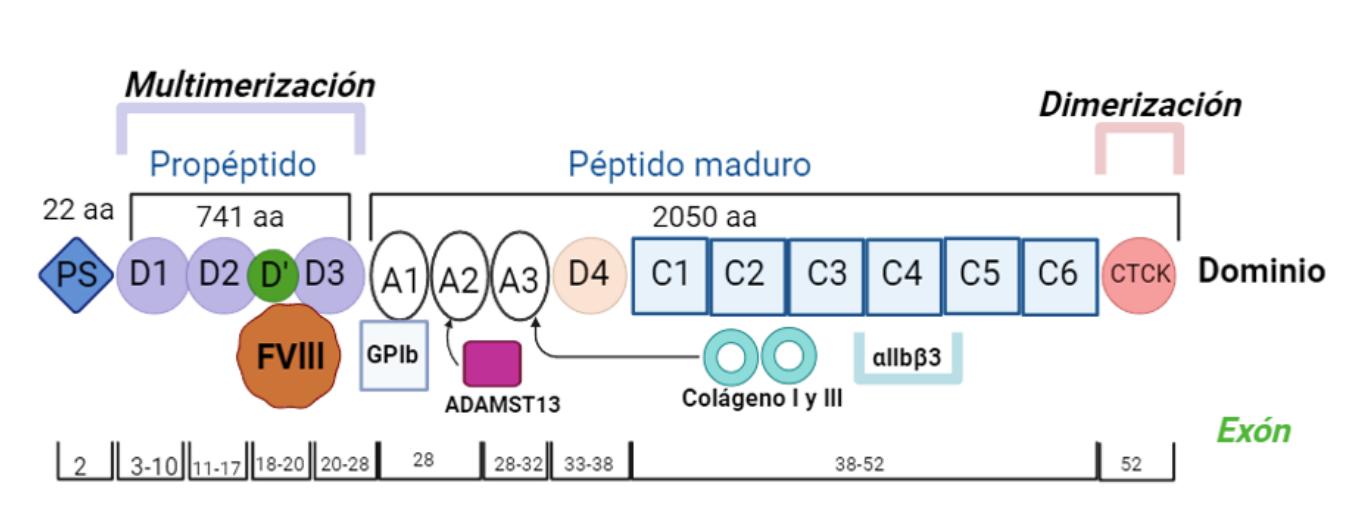 Multimerización
Dimerización
Propéptido
Péptido maduro
22 aa
741 aa
2050 aa
PS D1 D2 D' D3 A1 A2 A3 D4 C1 C2 C3 C4 C5 C6 CTCK Dominio
FVIII
GPIb
αIIbβ3
ADAMST13
Colágeno I y III
Exón
2 3-10 11-17 18-20 20-28 28 28-32 33-38 38-52 52